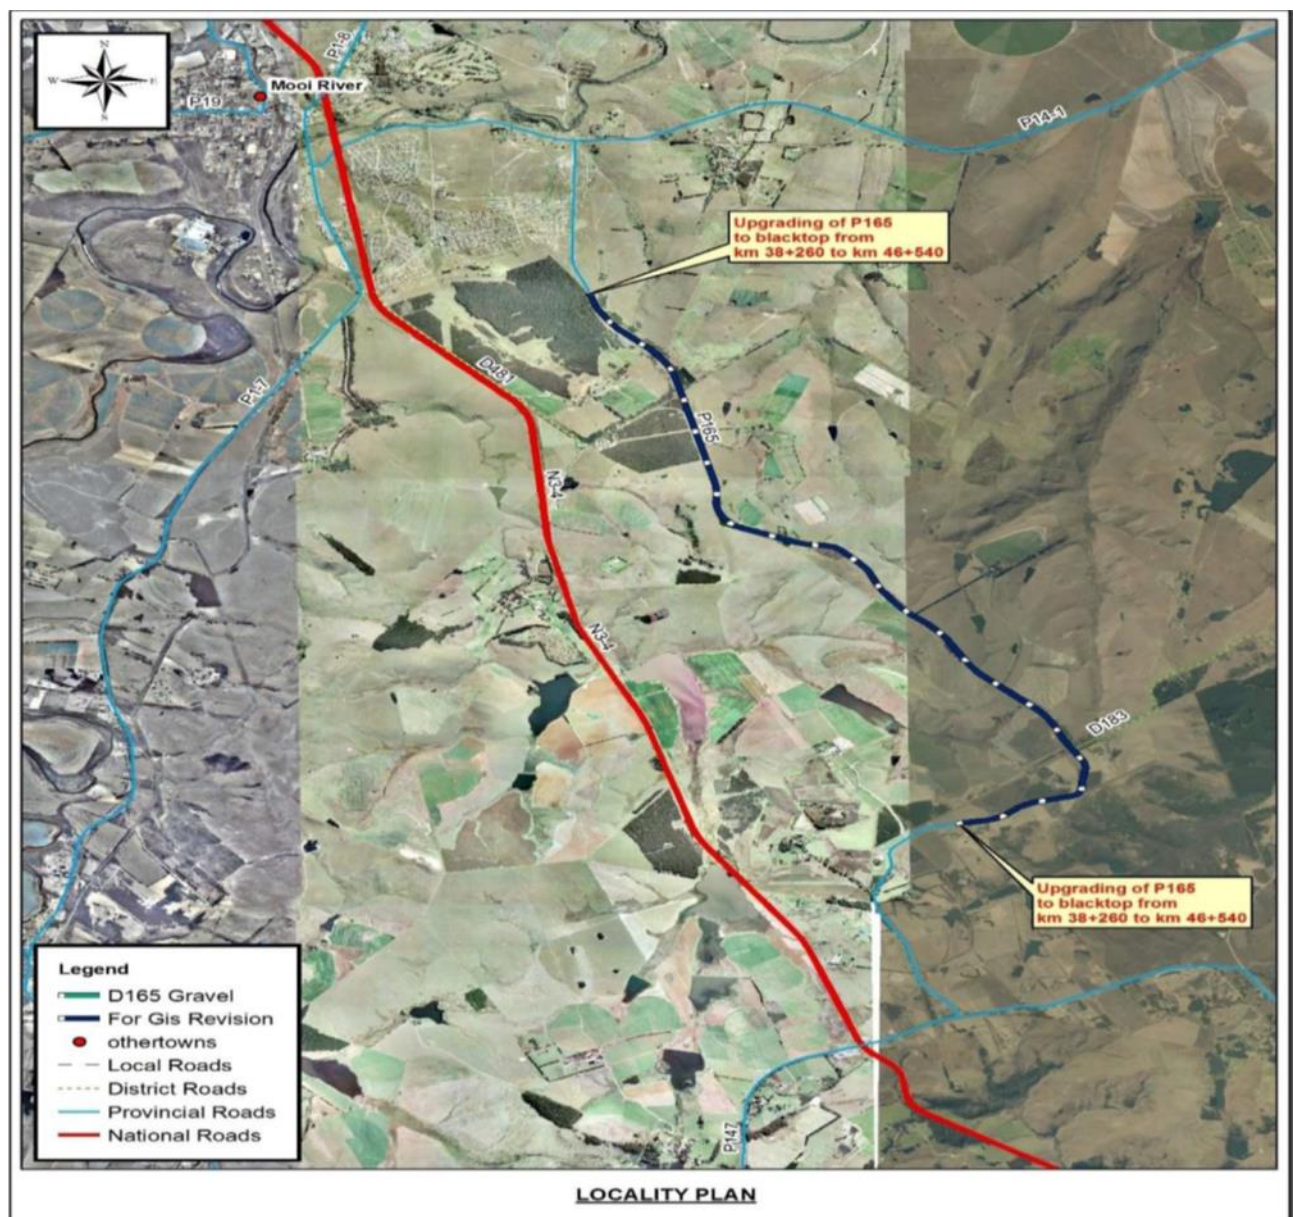 N
W E
S
P1-8
Mooi River
P19
P14-1
Upgrading of P165
to blacktop from
km 38+260 to km 46+540
D481
P1-7
P165
N3-4
N3-4
D183
Upgrading of P165
to blacktop from
km 38+260 to km 46+540
P147
Legend
D165 Gravel
For Gis Revision
othertowns
Local Roads
District Roads
Provincial Roads
National Roads
LOCALITY PLAN